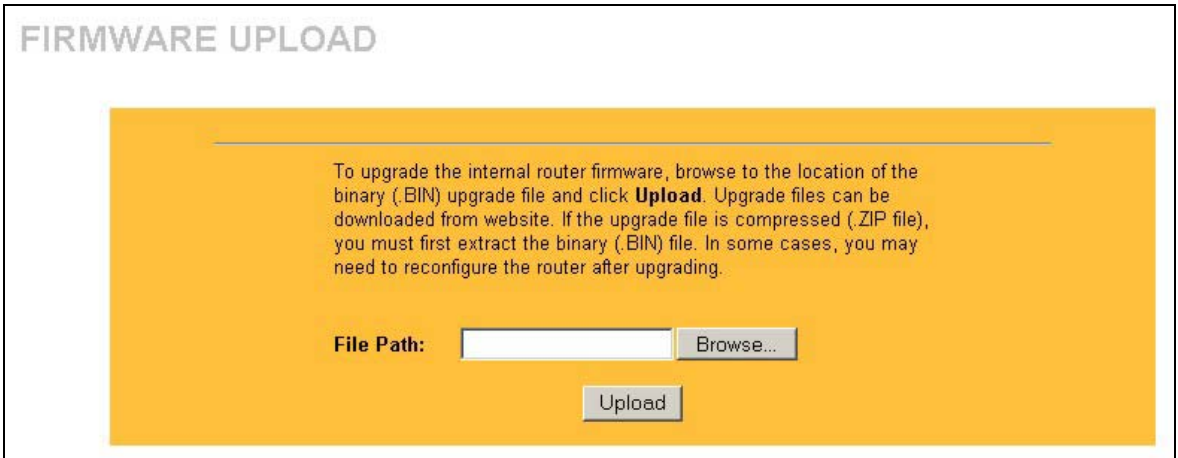 FIRMWARE UPLOAD
To upgrade the internal router firmware, browse to the location of the
binary (.BIN) upgrade file and click Upload. Upgrade files can be
downloaded from website. If the upgrade file is compressed (.ZIP file),
you must first extract the binary (.BIN) file. In some cases, you may
need to reconfigure the router after upgrading.
File Path: Browse...
Upload